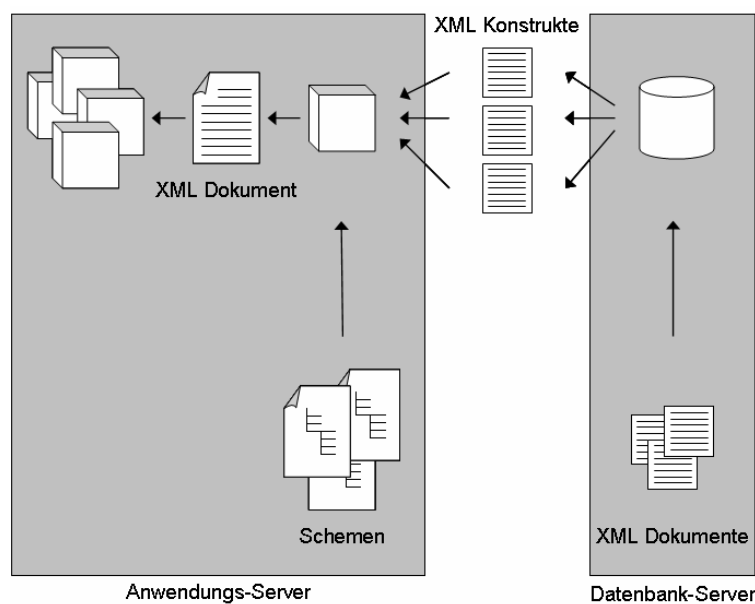 XML Konstrukte
XML Dokument
Schemen
XML Dokumente
Anwendungs-Server
Datenbank-Server